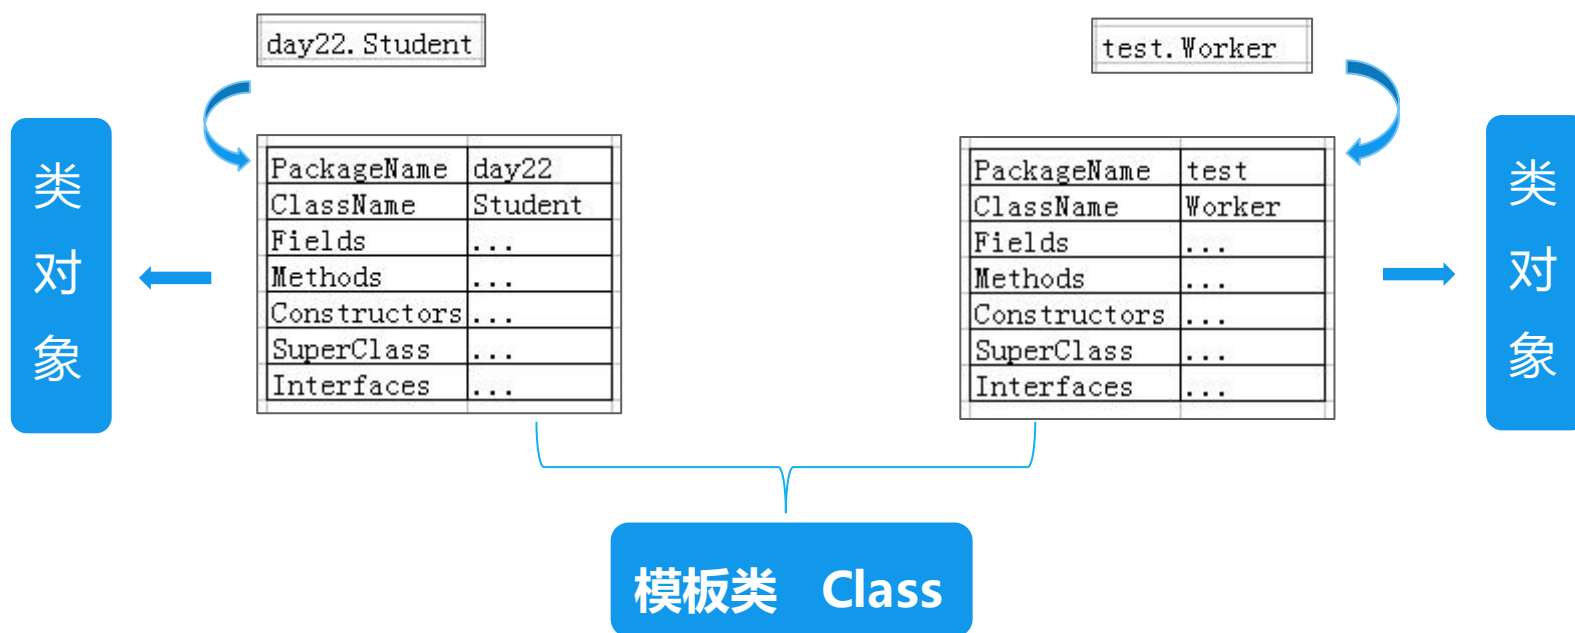 day22.Student
test.Worker
类
对
象
PackageName day22
ClassName Student
Fields ...
Methods ...
Constructors ...
SuperClass ...
Interfaces ...
PackageName test
ClassName Worker
Fields ...
Methods ...
Constructors ...
SuperClass ...
Interfaces ...
类
对
象
模板类 Class